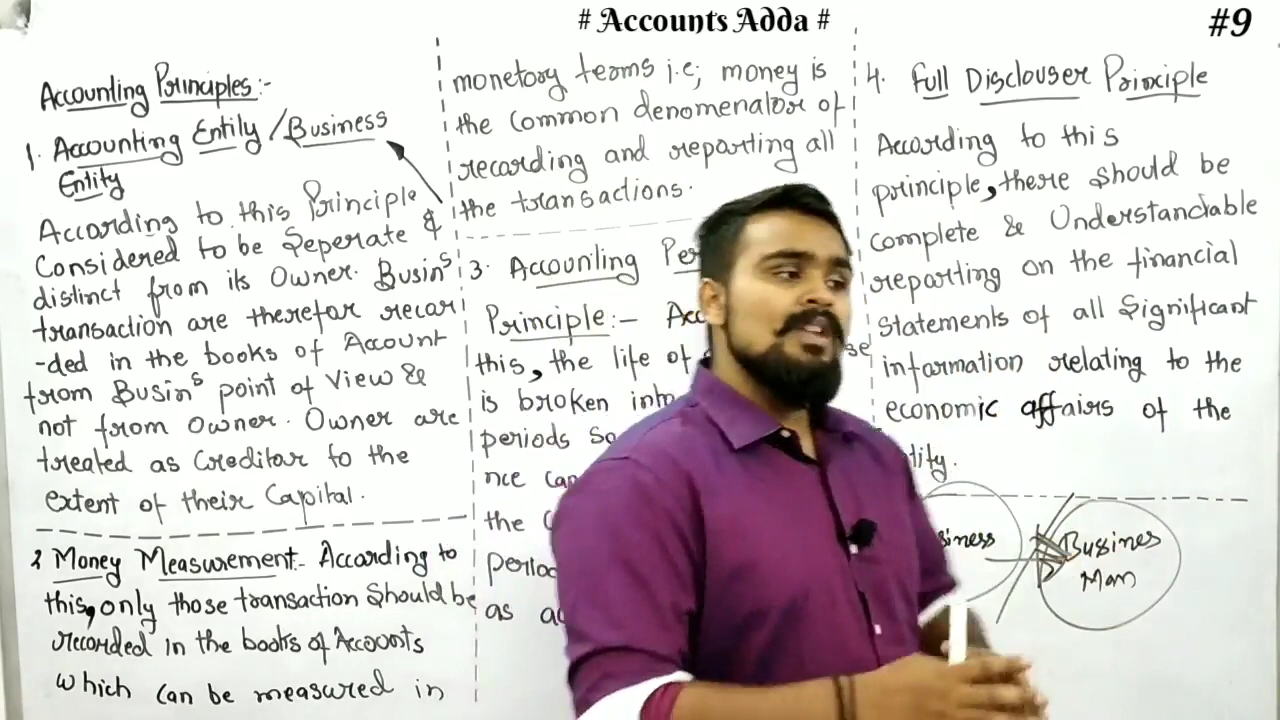 # Accounts Adda #
#9
Accounting Principles:-
1. Accounting Entity / Business
Entity
According to this Principle
Considered to be Seperate &
distinct from its Owner. Busins
transaction are therefor recor
-ded in the books of Account
from Busins point of View &
not from Owner. Owner are
treated as Creditor to the
extent of their Capital.
2 Money Measurement:- According to
this, only those transaction Should be
recorded in the books of Accounts
which can be measured in
monetory terms i.e; money is
the Common denomenator of
recording and reporting all
the transactions.
3. Accounting
Principle:-
this, the life of
is broken into
periods
the
as
4. Full Disclouser Principle
According to this
principle, there should be
complete & Understandable
reporting on the financial
Statements of all Significant
information relating to the
economic affairs of the
Busines
Man